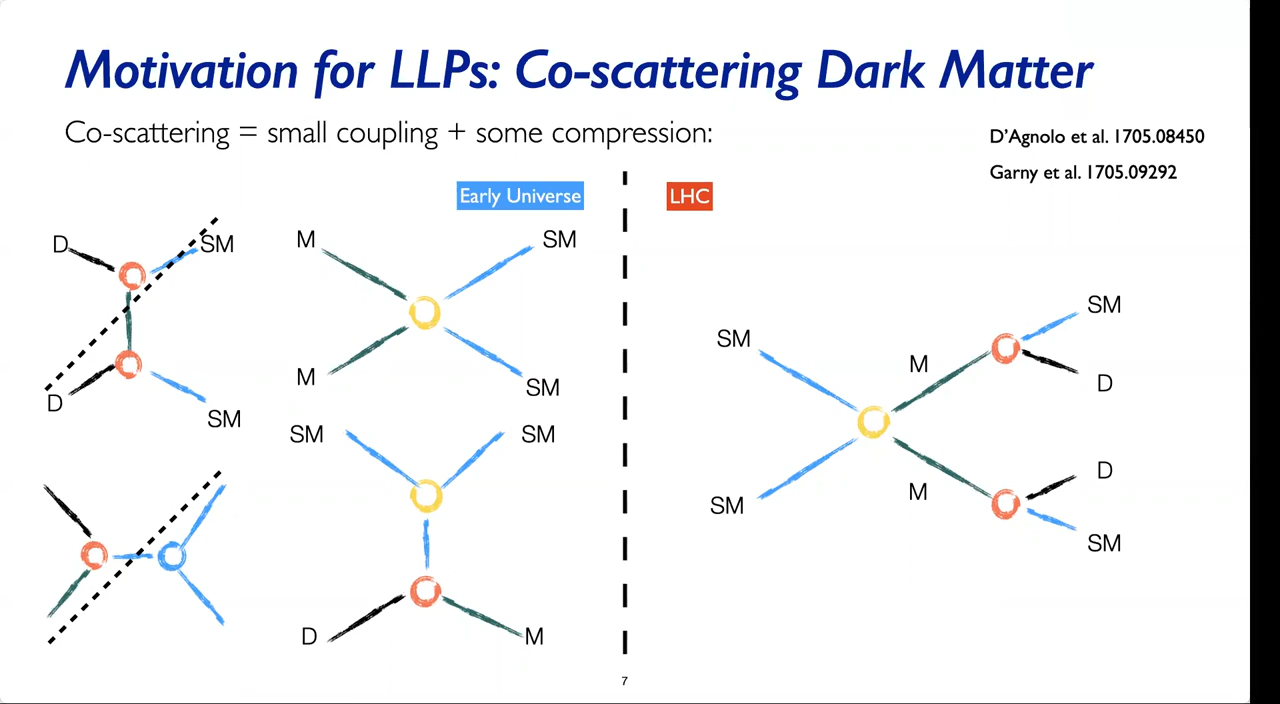 Motivation for LLPs: Co-scattering Dark Matter
Co-scattering = small coupling + some compression:
D'Agnolo et al. 1705.08450
Garny et al. 1705.09292
Early Universe
LHC
D
SM
D
SM
M
SM
M
SM
SM
SM
D
M
SM
SM
M
M
SM
D
D
SM
7